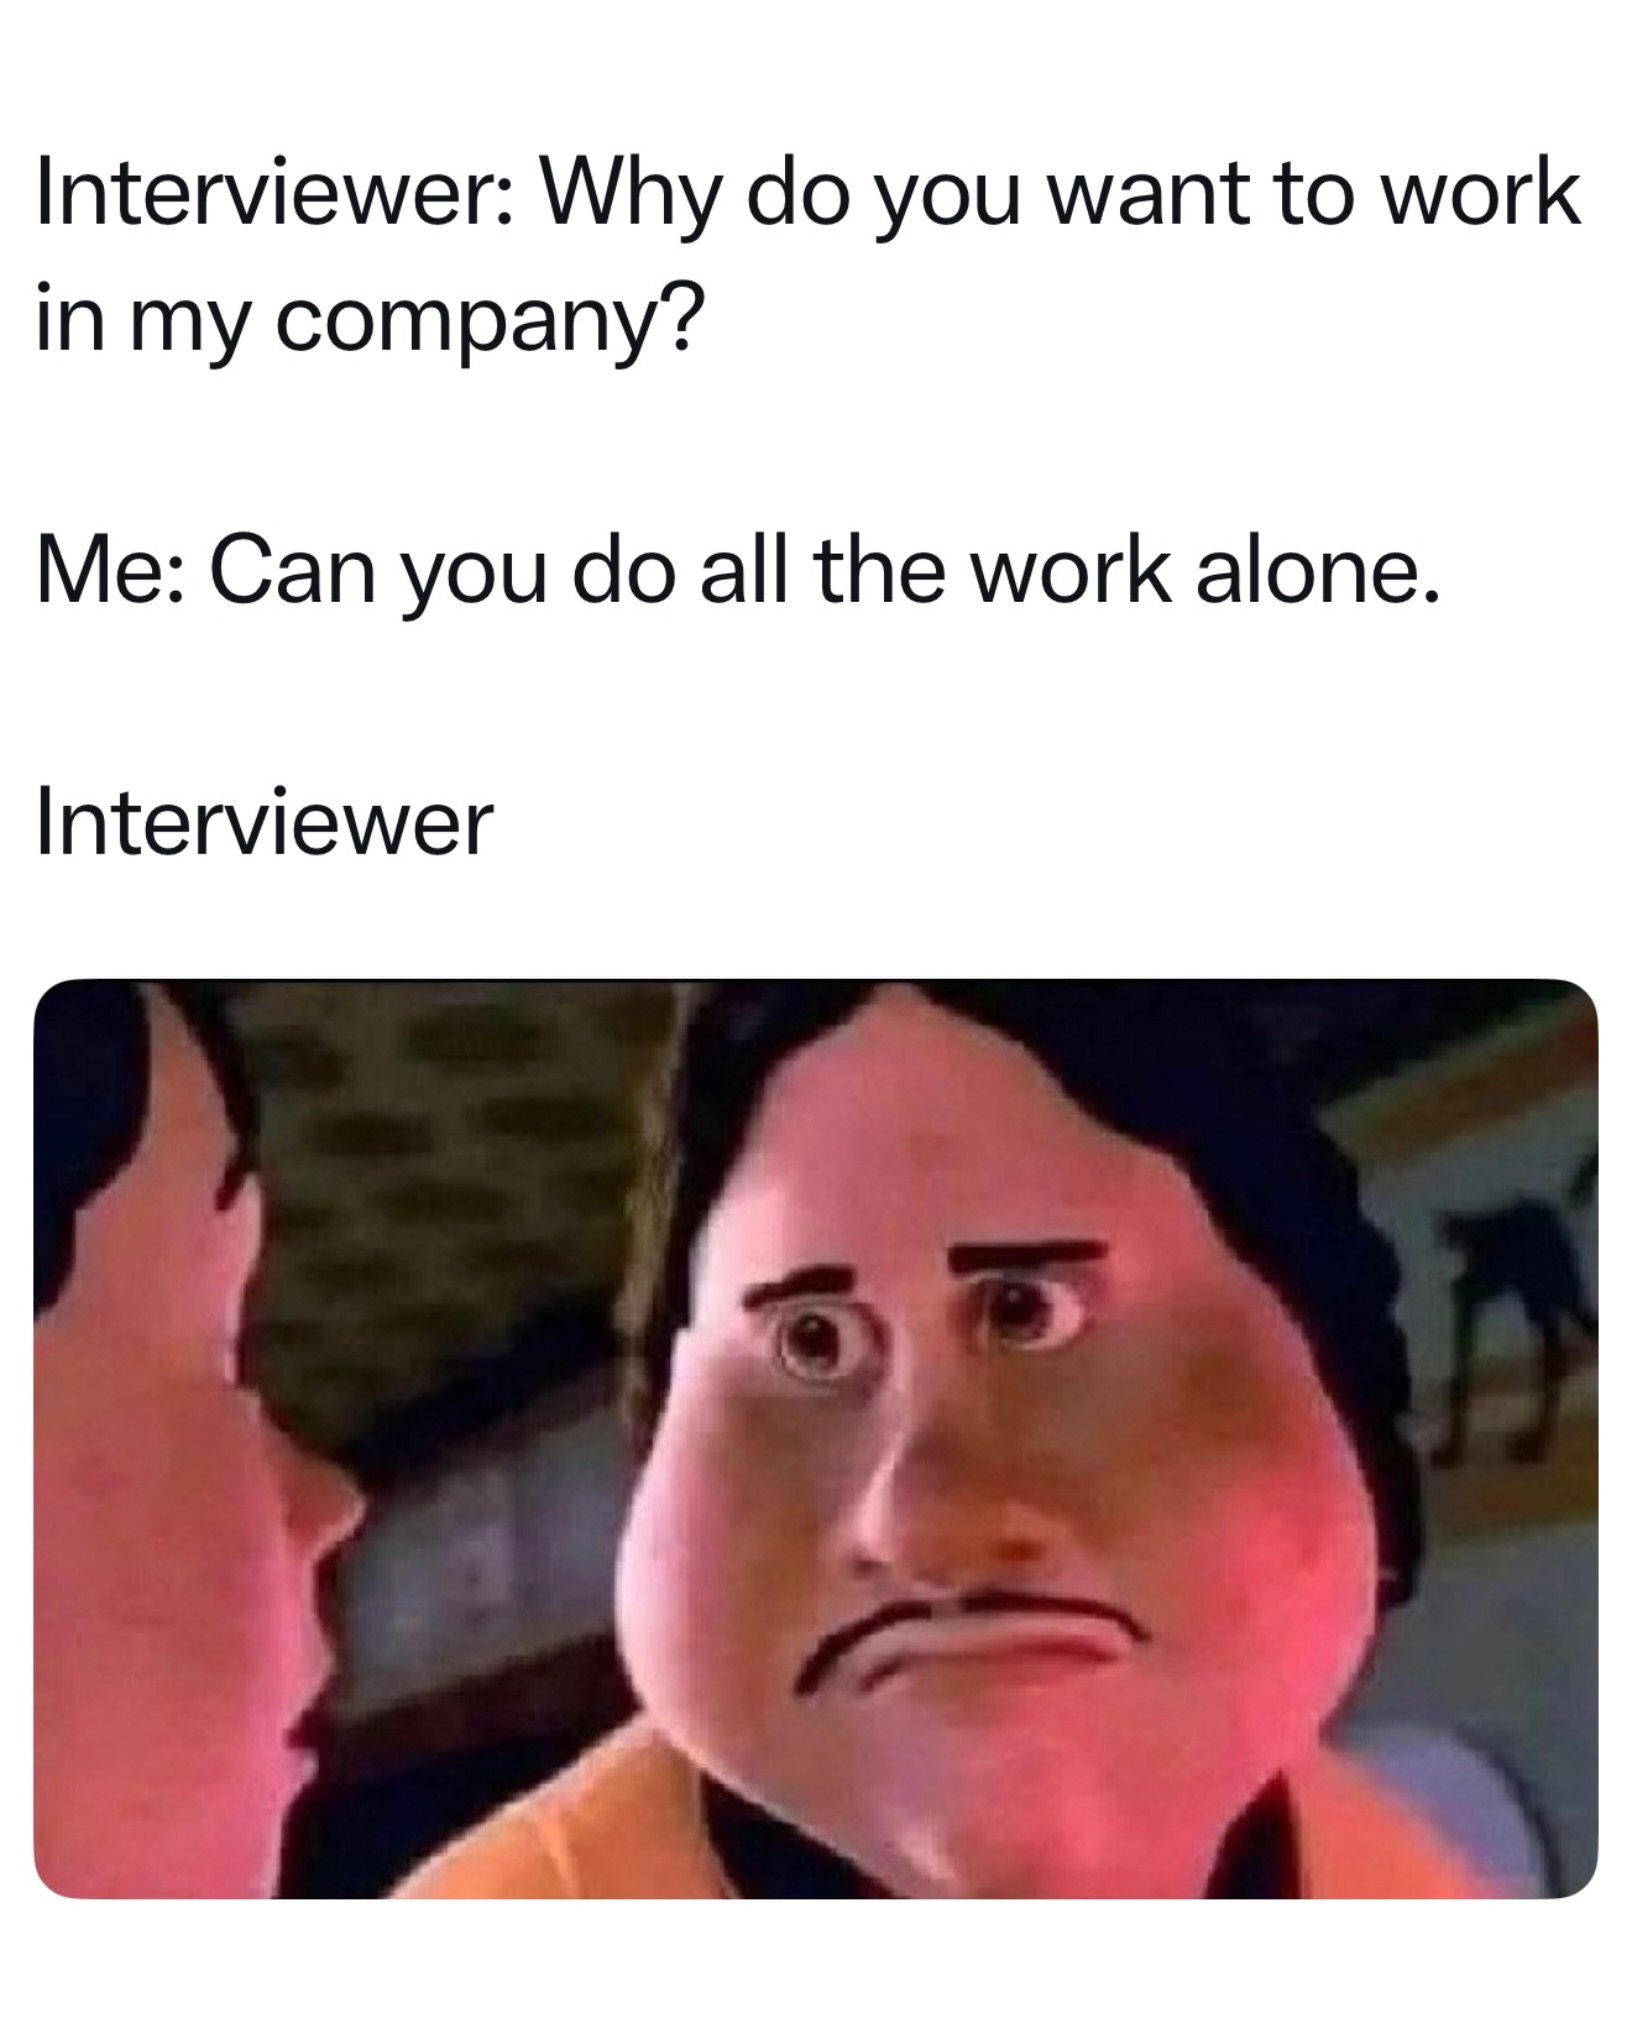 Interviewer: Why do you want to work
in my company?
Me: Can you do all the work alone.
Interviewer